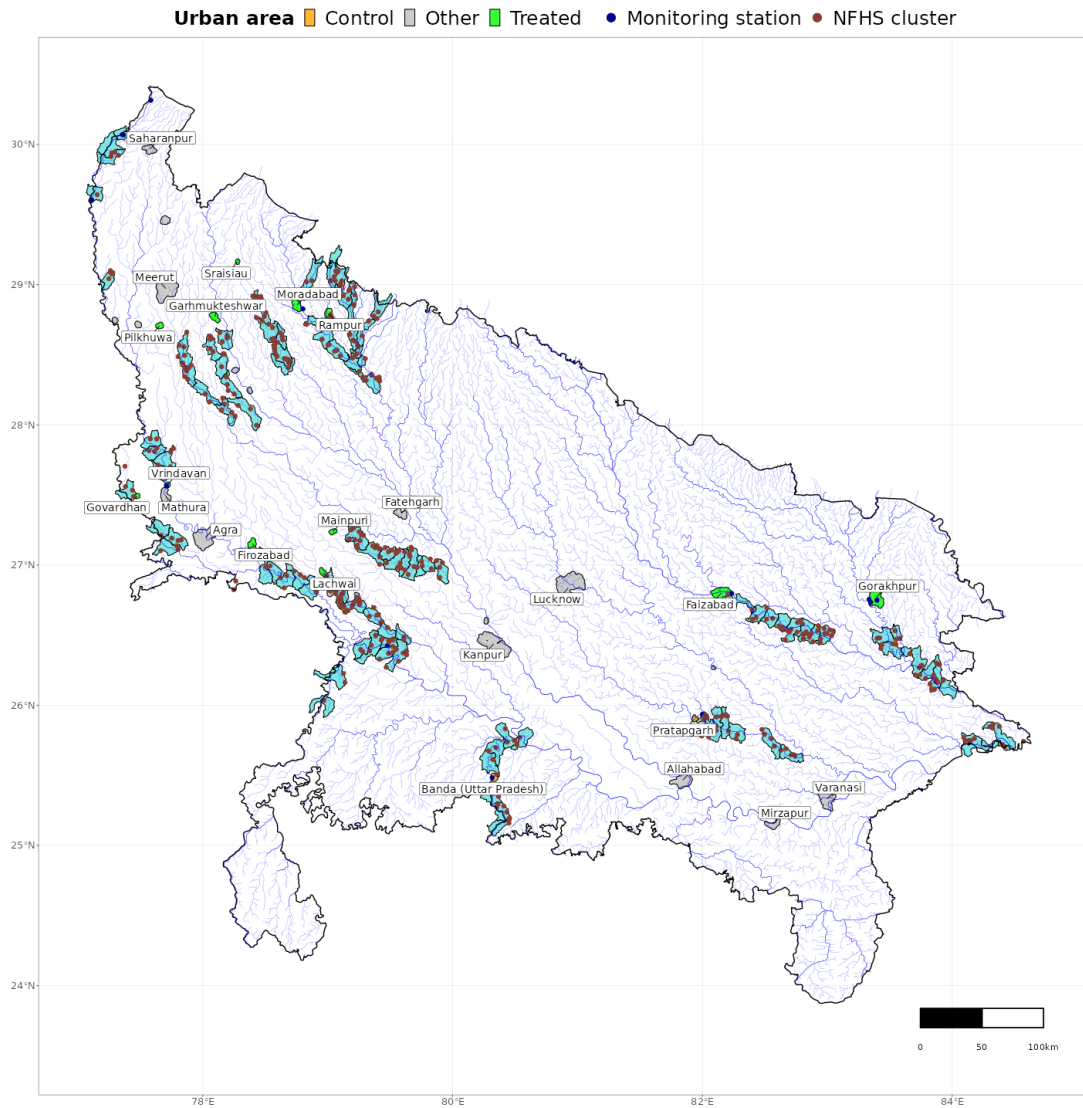 Urban area Control Other Treated Monitoring station NFHS cluster
30°N
Saharanpur
29°N
Meerut
Sraisiau
Moradabad
Garhmukteshwar
Rampur
Pilkhuwa
28°N
Vrindavan
Govardhan
Mathura
Fatehgarh
Agra
Mainpuri
27°N
Firozabad
Lachwai
Lucknow
Faizabad
Gorakhpur
Kanpur
26°N
Pratapgarh
Allahabad
Banda (Uttar Pradesh)
Varanasi
Mirzapur
25°N
24°N
0 50 100km
78°E 80°E 82°E 84°E